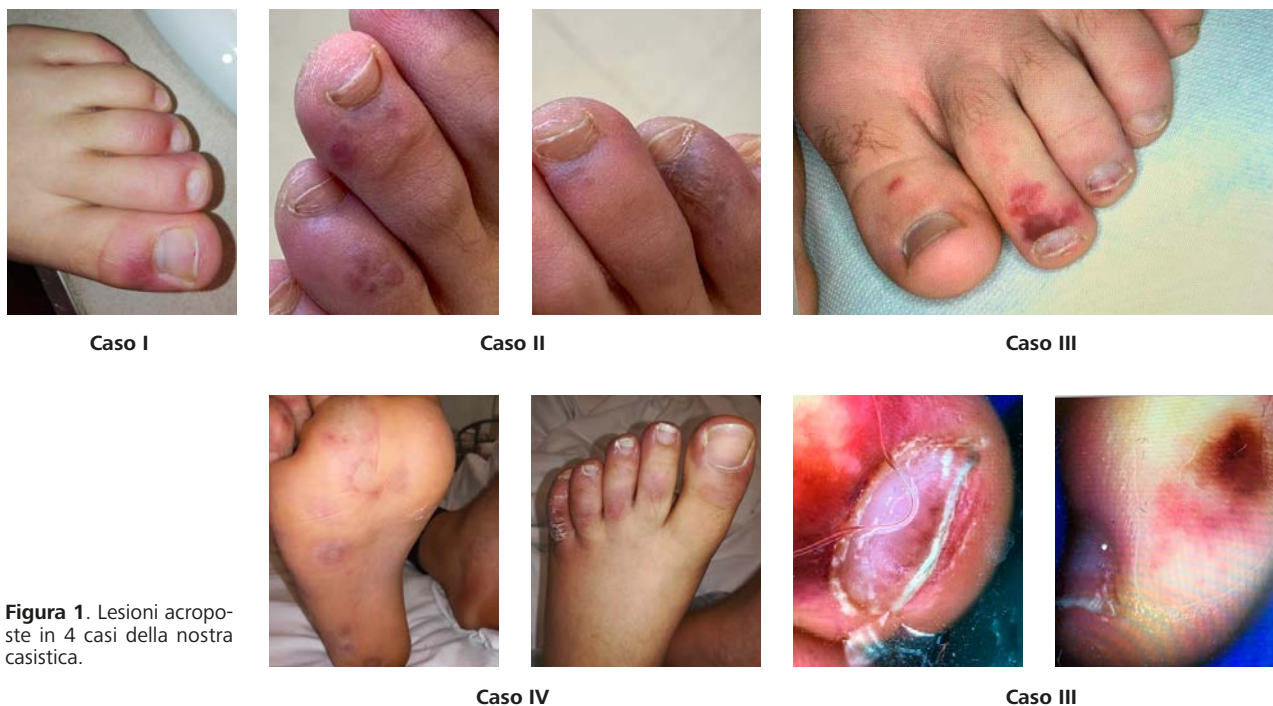 Caso I
Caso II
Caso III
Figura 1. Lesioni acropo-
ste in 4 casi della nostra
casistica.
Caso IV
Caso III